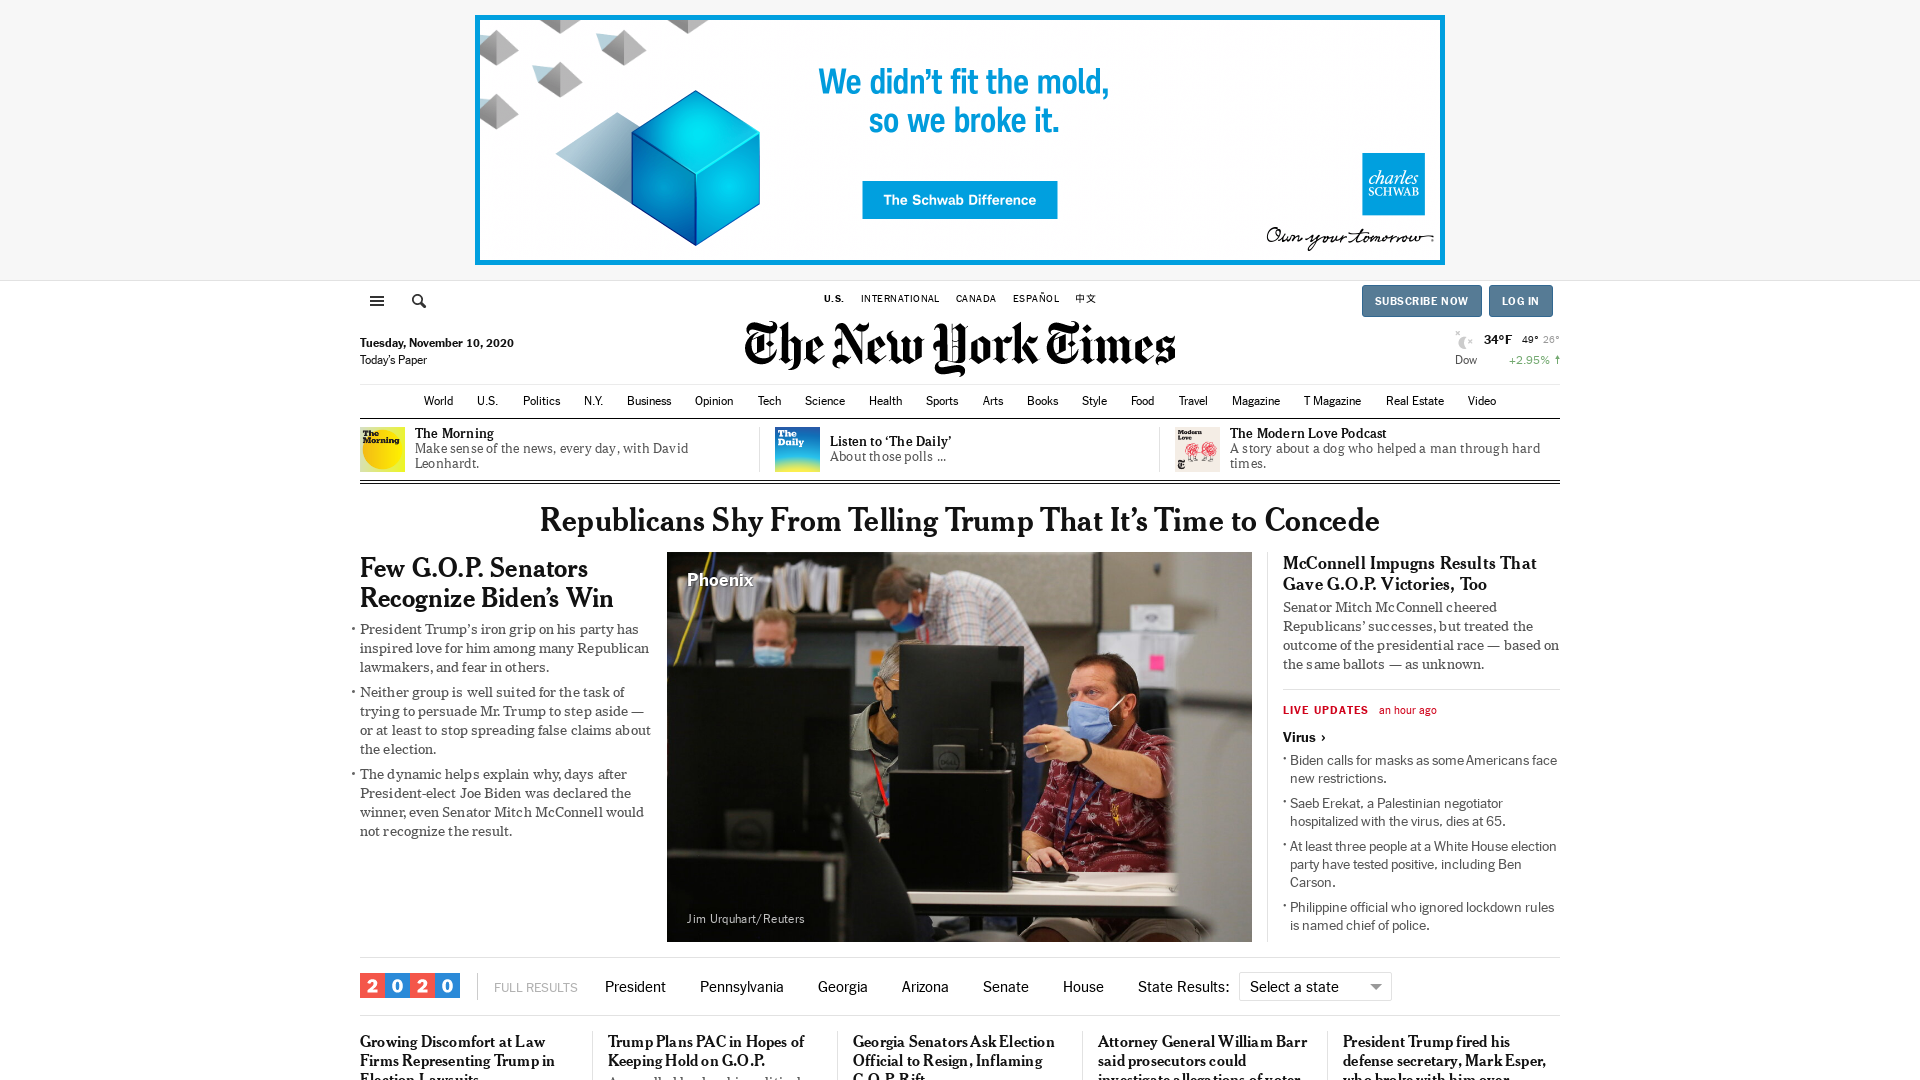 We didn’t fit the mold,
so we broke it.
The Schwab Difference
charles
SCHWAB
Own your tomorrow.
U.S. INTERNATIONAL CANADA ESPAÑOL 中文
SUBSCRIBE NOW LOG IN
The New York Times
Tuesday, November 10, 2020
Today’s Paper
34°F 49° 26°
Dow +2.95% ↑
World U.S. Politics N.Y. Business Opinion Tech Science Health Sports Arts Books Style Food Travel Magazine T Magazine Real Estate Video
The Morning
The Morning
Make sense of the news, every day, with David
Leonhardt.
The Daily
Listen to ‘The Daily’
About those polls ...
Modern Love
The Modern Love Podcast
A story about a dog who helped a man through hard
times.
Republicans Shy From Telling Trump That It’s Time to Concede
Few G.O.P. Senators
Recognize Biden’s Win
• President Trump’s iron grip on his party has
inspired love for him among many Republican
lawmakers, and fear in others.
• Neither group is well suited for the task of
trying to persuade Mr. Trump to step aside —
or at least to stop spreading false claims about
the election.
• The dynamic helps explain why, days after
President-elect Joe Biden was declared the
winner, even Senator Mitch McConnell would
not recognize the result.
Phoenix
DELL
Jim Urquhart/Reuters
McConnell Impugns Results That
Gave G.O.P. Victories, Too
Senator Mitch McConnell cheered
Republicans’ successes, but treated the
outcome of the presidential race — based on
the same ballots — as unknown.
LIVE UPDATES an hour ago
Virus ›
• Biden calls for masks as some Americans face
new restrictions.
• Saeb Erekat, a Palestinian negotiator
hospitalized with the virus, dies at 65.
• At least three people at a White House election
party have tested positive, including Ben
Carson.
• Philippine official who ignored lockdown rules
is named chief of police.
2020 FULL RESULTS President Pennsylvania Georgia Arizona Senate House State Results: Select a state
Growing Discomfort at Law
Firms Representing Trump in
Election Lawsuits
Trump Plans PAC in Hopes of
Keeping Hold on G.O.P.
Georgia Senators Ask Election
Official to Resign, Inflaming
G.O.P. Rift
Attorney General William Barr
said prosecutors could
investigate allegations of voter
President Trump fired his
defense secretary, Mark Esper,
who broke with him over